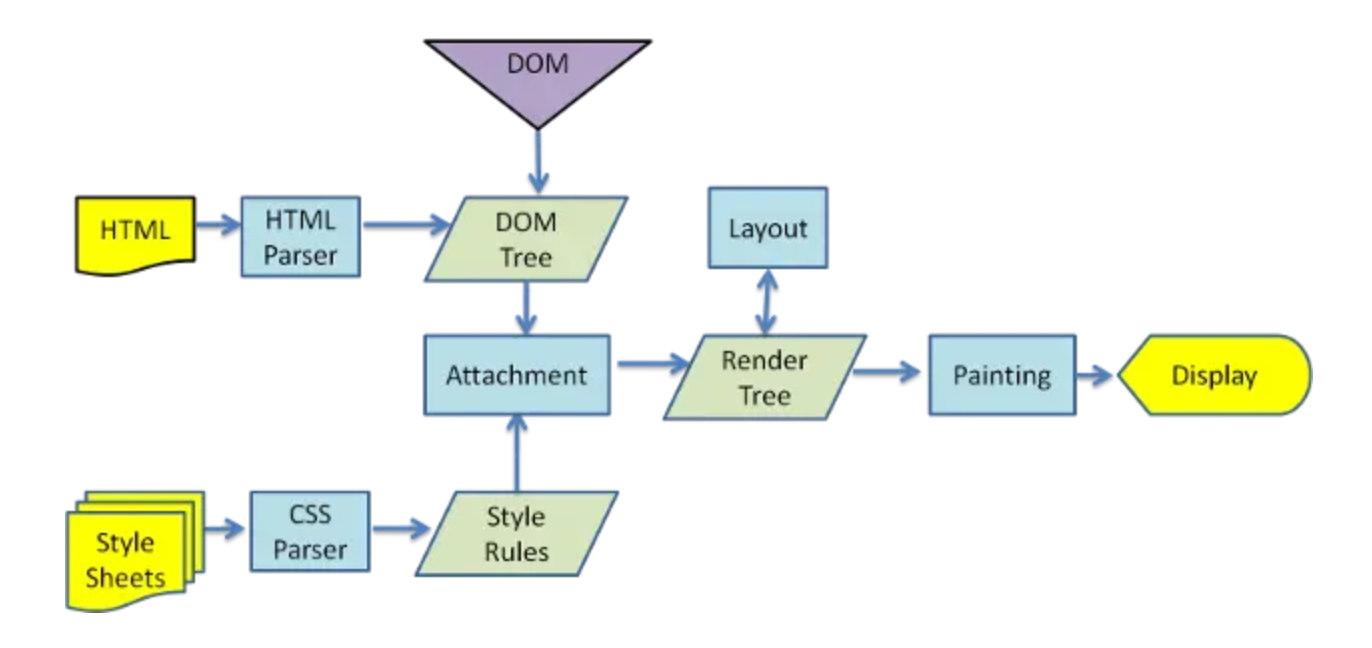 DOM
HTML
HTML
Parser
DOM
Tree
Layout
Attachment
Render
Tree
Painting
Display
Style
Sheets
CSS
Parser
Style
Rules